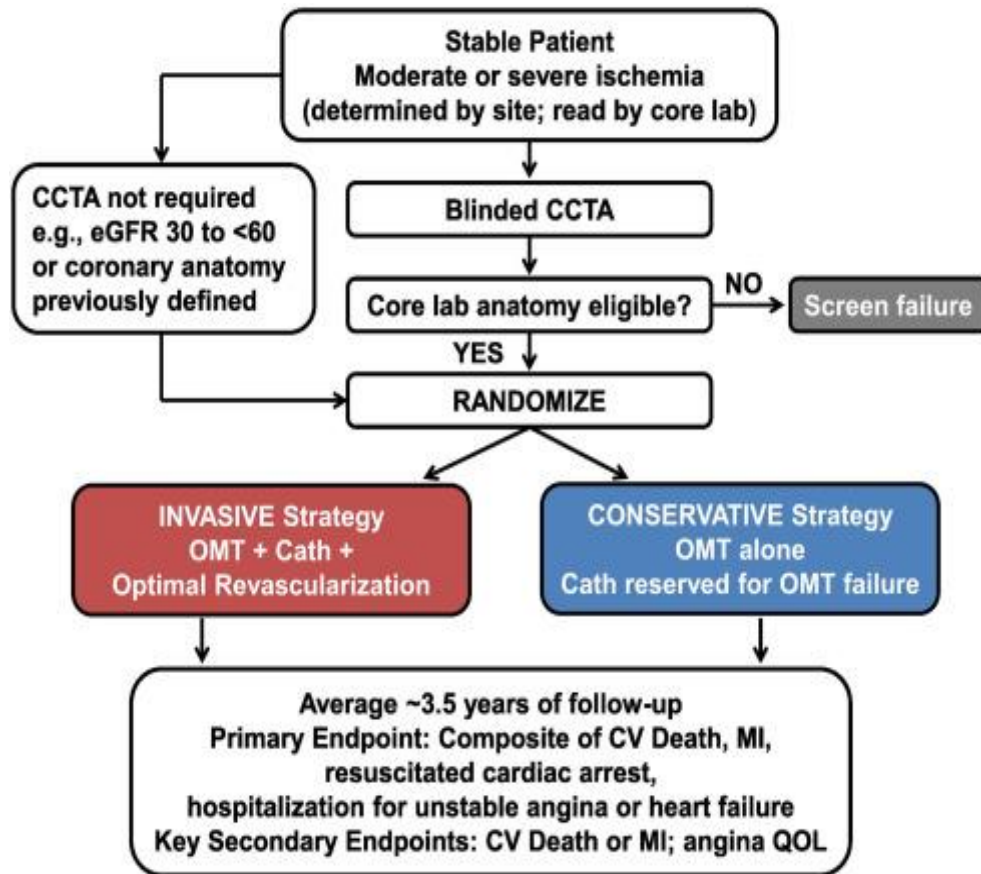 Stable Patient
Moderate or severe ischemia
(determined by site; read by core lab)
CCTA not required
e.g., eGFR 30 to <60
or coronary anatomy
previously defined
Blinded CCTA
Core lab anatomy eligible?
NO
Screen failure
YES
RANDOMIZE
INVASIVE Strategy
OMT + Cath +
Optimal Revascularization
CONSERVATIVE Strategy
OMT alone
Cath reserved for OMT failure
Average ~3.5 years of follow-up
Primary Endpoint: Composite of CV Death, MI,
resuscitated cardiac arrest,
hospitalization for unstable angina or heart failure
Key Secondary Endpoints: CV Death or MI; angina QOL